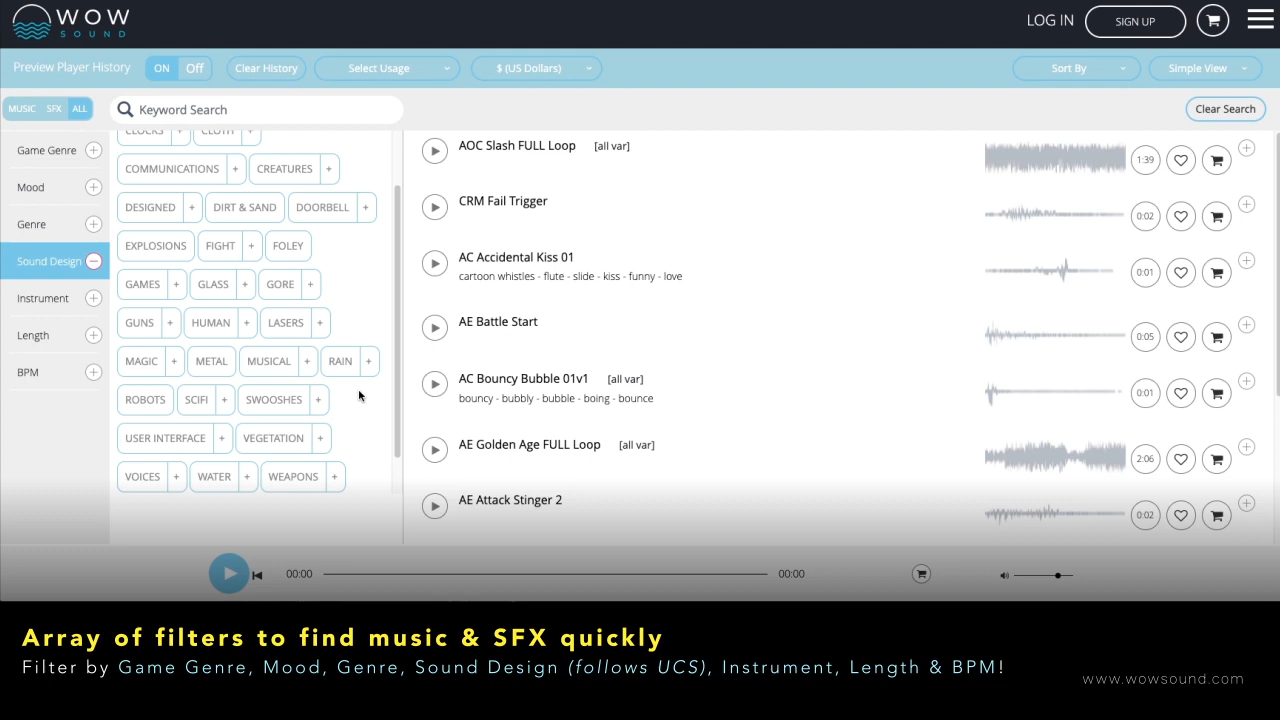 WOW
SOUND
LOG IN
SIGN UP
Preview Player History
ON
Off
Clear History
Select Usage
$ (US Dollars)
Sort By
Simple View
MUSIC
SFX
ALL
Keyword Search
Clear Search
Game Genre
Mood
Genre
Sound Design
Instrument
Length
BPM
CLOCKS +
CLOTH +
COMMUNICATIONS +
CREATURES +
DESIGNED +
DIRT & SAND
DOORBELL +
EXPLOSIONS
FIGHT +
FOLEY
GAMES +
GLASS +
GORE +
GUNS +
HUMAN +
LASERS +
MAGIC +
METAL
MUSICAL +
RAIN +
ROBOTS
SCIFI +
SWOOSHES +
USER INTERFACE +
VEGETATION +
VOICES +
WATER +
WEAPONS +
AOC Slash FULL Loop [all var]
1:39
CRM Fail Trigger
0:02
AC Accidental Kiss 01
cartoon whistles - flute - slide - kiss - funny - love
0:01
AE Battle Start
0:05
AC Bouncy Bubble 01v1 [all var]
bouncy - bubbly - bubble - boing - bounce
0:01
AE Golden Age FULL Loop [all var]
2:06
AE Attack Stinger 2
0:02
00:00
00:00
Array of filters to find music & SFX quickly
Filter by Game Genre, Mood, Genre, Sound Design (follows UCS), Instrument, Length & BPM!
www.wowsound.com